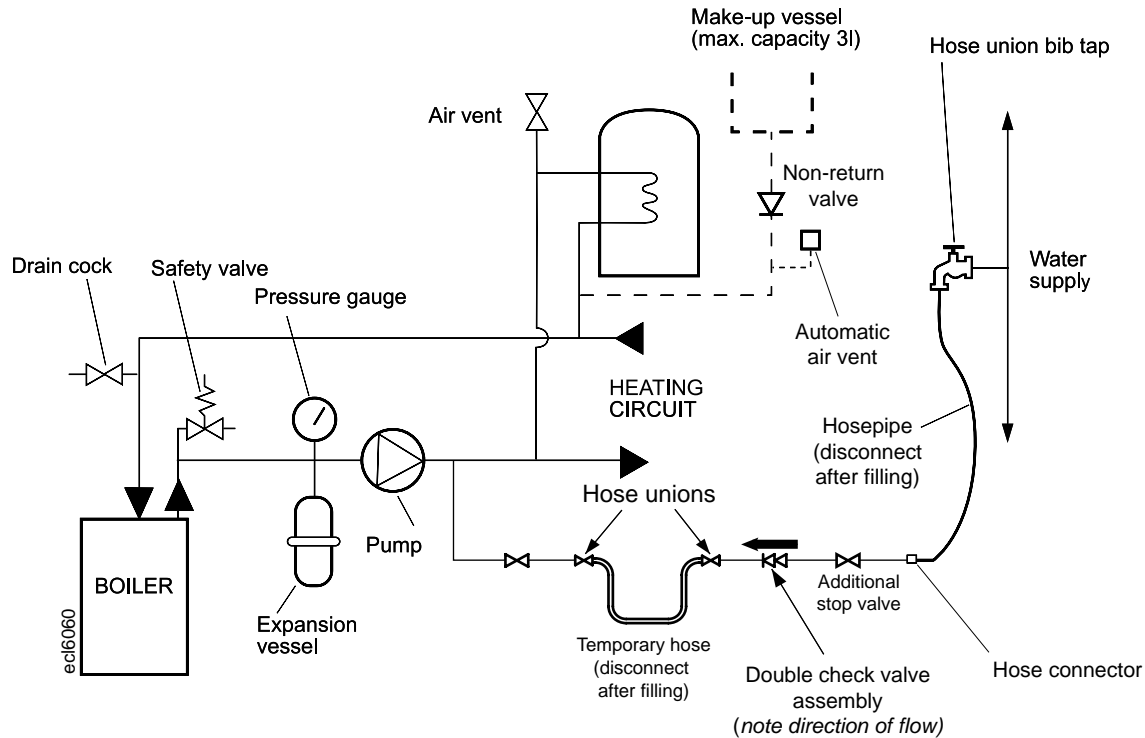 Make-up vessel
(max. capacity 3l)
Hose union bib tap
Air vent
Non-return
valve
Drain cock
Safety valve
Pressure gauge
Water
supply
Automatic
air vent
HEATING
CIRCUIT
Hosepipe
(disconnect
after filling)
Hose unions
Pump
BOILER
ecl6060
Expansion
vessel
Additional
stop valve
Temporary hose
(disconnect
after filling)
Double check valve
assembly
(note direction of flow)
Hose connector